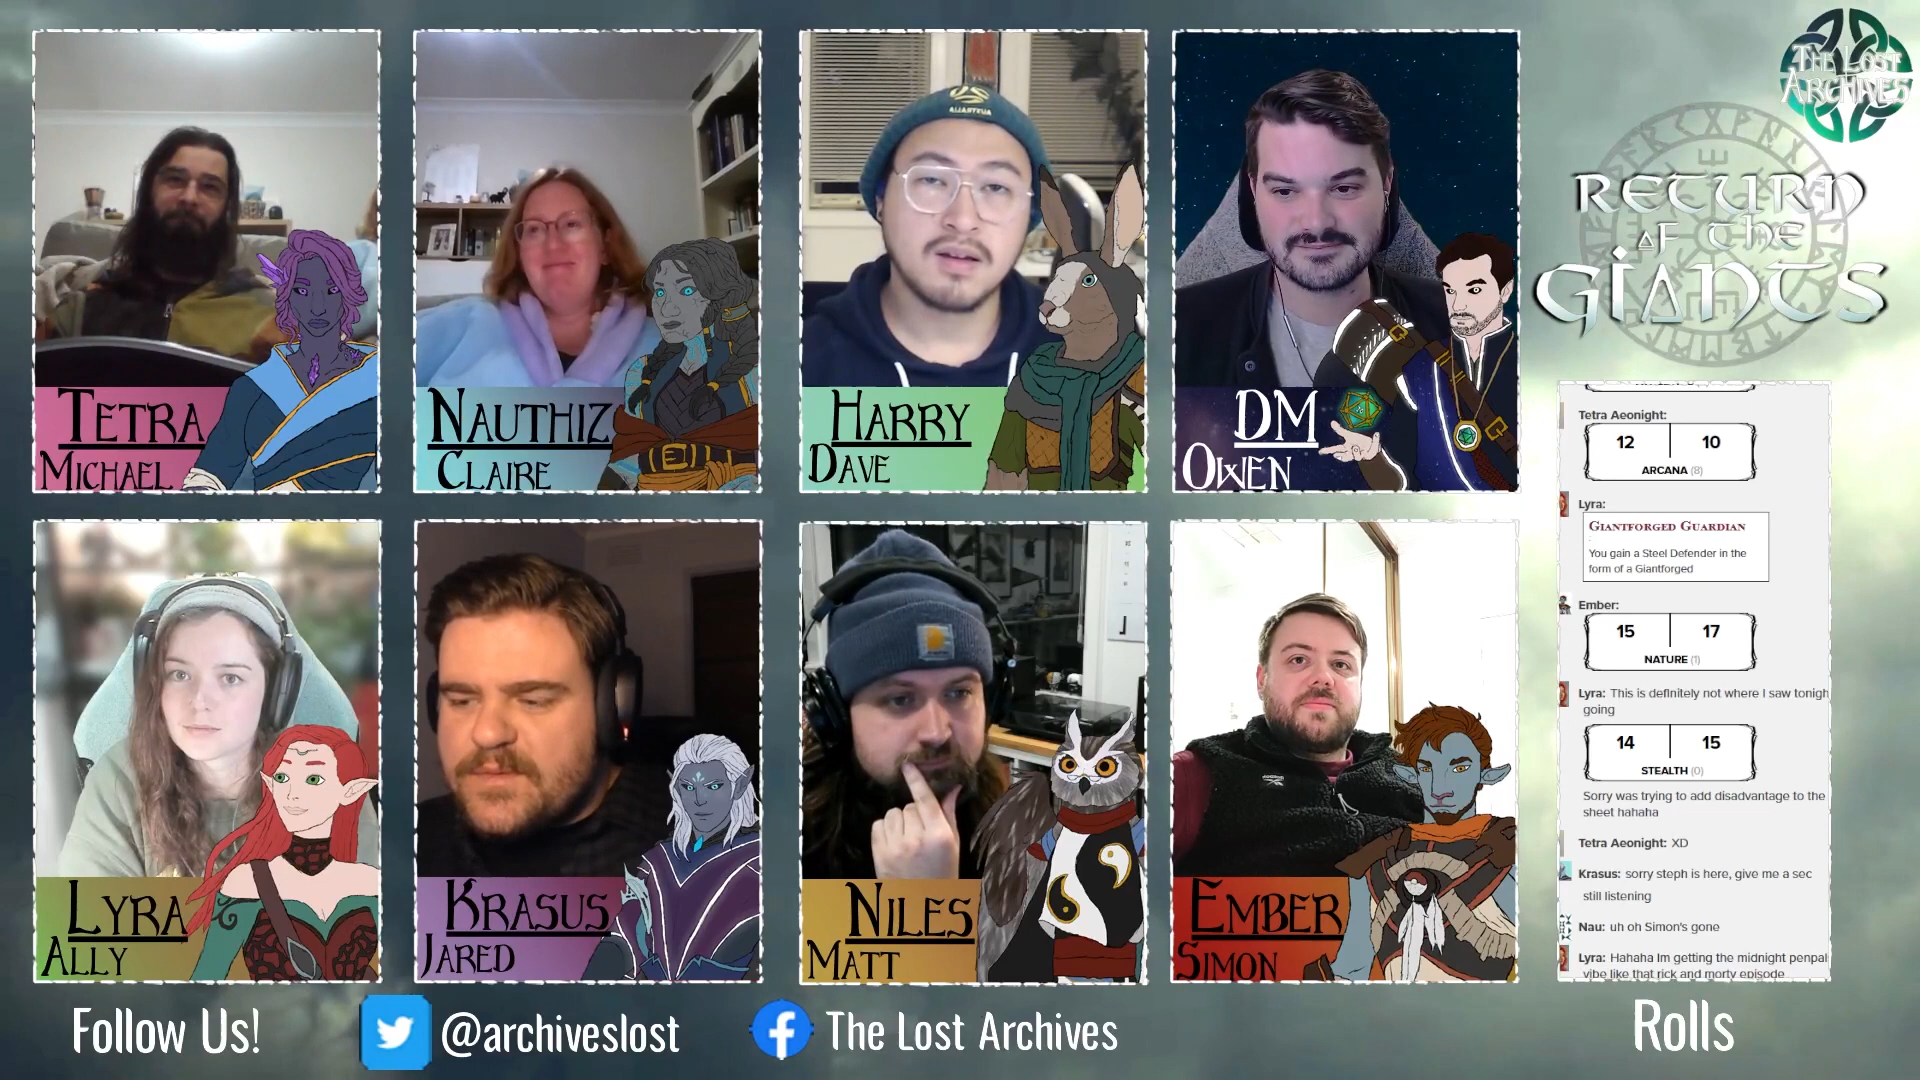 THE LOST
ARCHIVES
RETURN
OF THE
GIANTS
TETRA
MICHAEL
NAUTHIZ
CLAIRE
HARRY
DAVE
DM
OWEN
LYRA
ALLY
KRASUS
JARED
NILES
MATT
EMBER
SIMON
Tetra Aeonight:
12 10
ARCANA (8)
Lyra:
GIANTFORGED GUARDIAN
You gain a Steel Defender in the
form of a Giantforged
Ember:
15 17
NATURE (1)
Lyra: This is definitely not where I saw tonigh
going
14 15
STEALTH (0)
Sorry was trying to add disadvantage to the
sheet hahaha
Tetra Aeonight: XD
Krasus: sorry steph is here, give me a sec
still listening
Nau: uh oh Simon's gone
Lyra: Hahaha Im getting the midnight penpal
vibe like that rick and morty episode
Follow Us!
@archiveslost
The Lost Archives
Rolls